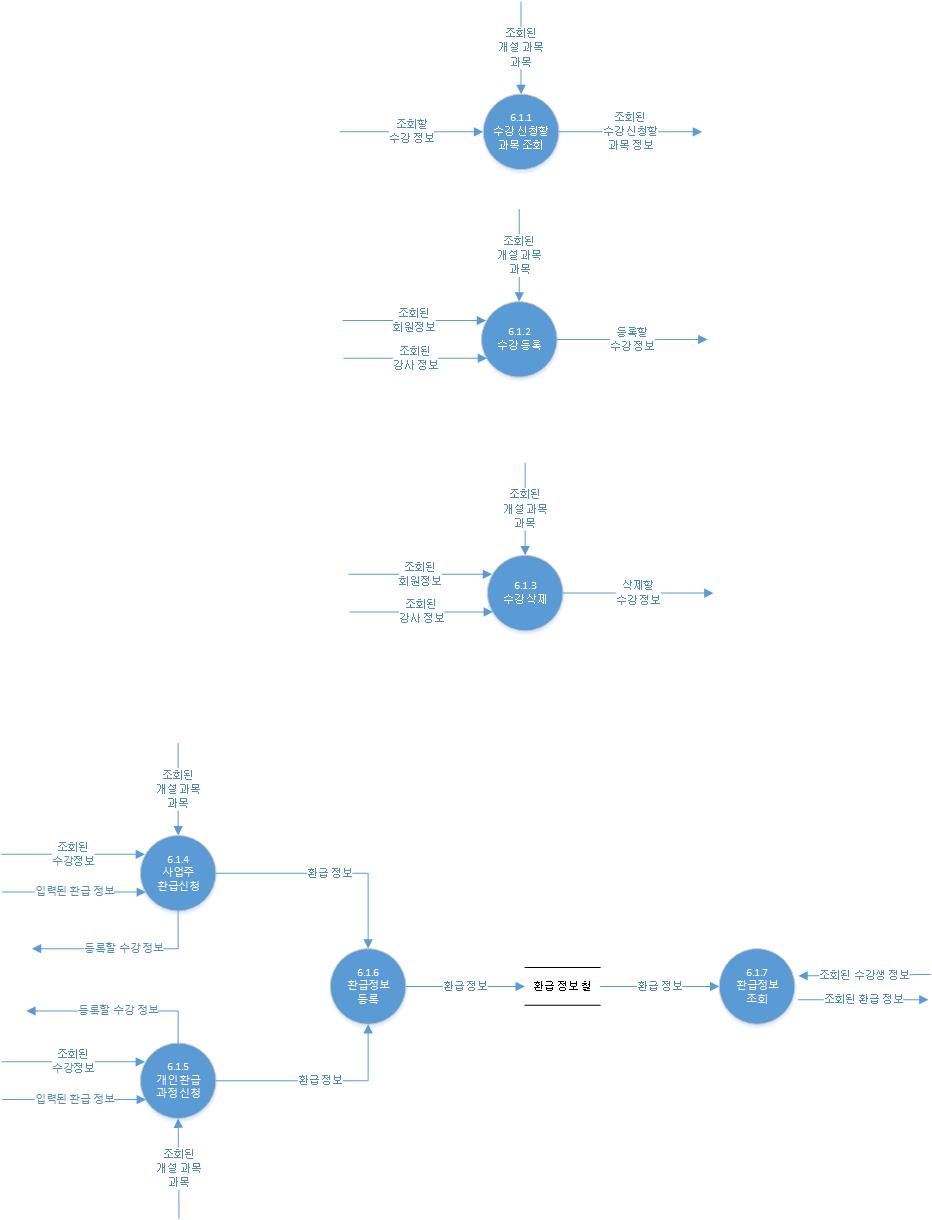 조회된
개설 과목
과목
조회할
수강 정보
6.1.1
수강 신청할
과목 조회
조회된
수강 신청할
과목 정보
조회된
개설 과목
과목
조회된
회원정보
조회된
강사 정보
6.1.2
수강 등록
등록할
수강 정보
조회된
개설 과목
과목
조회된
회원정보
조회된
강사 정보
6.1.3
수강 삭제
삭제할
수강 정보
조회된
개설 과목
과목
조회된
수강정보
입력된 환급 정보
6.1.4
사업주
환급신청
환급 정보
등록할 수강 정보
등록할 수강 정보
조회된
수강정보
입력된 환급 정보
6.1.5
개인 환급
과정 신청
환급 정보
조회된
개설 과목
과목
6.1.6
환급정보
등록
환급 정보
환급 정보 철
환급 정보
6.1.7
환급정보
조회
조회된 수강생 정보
조회된 환급 정보